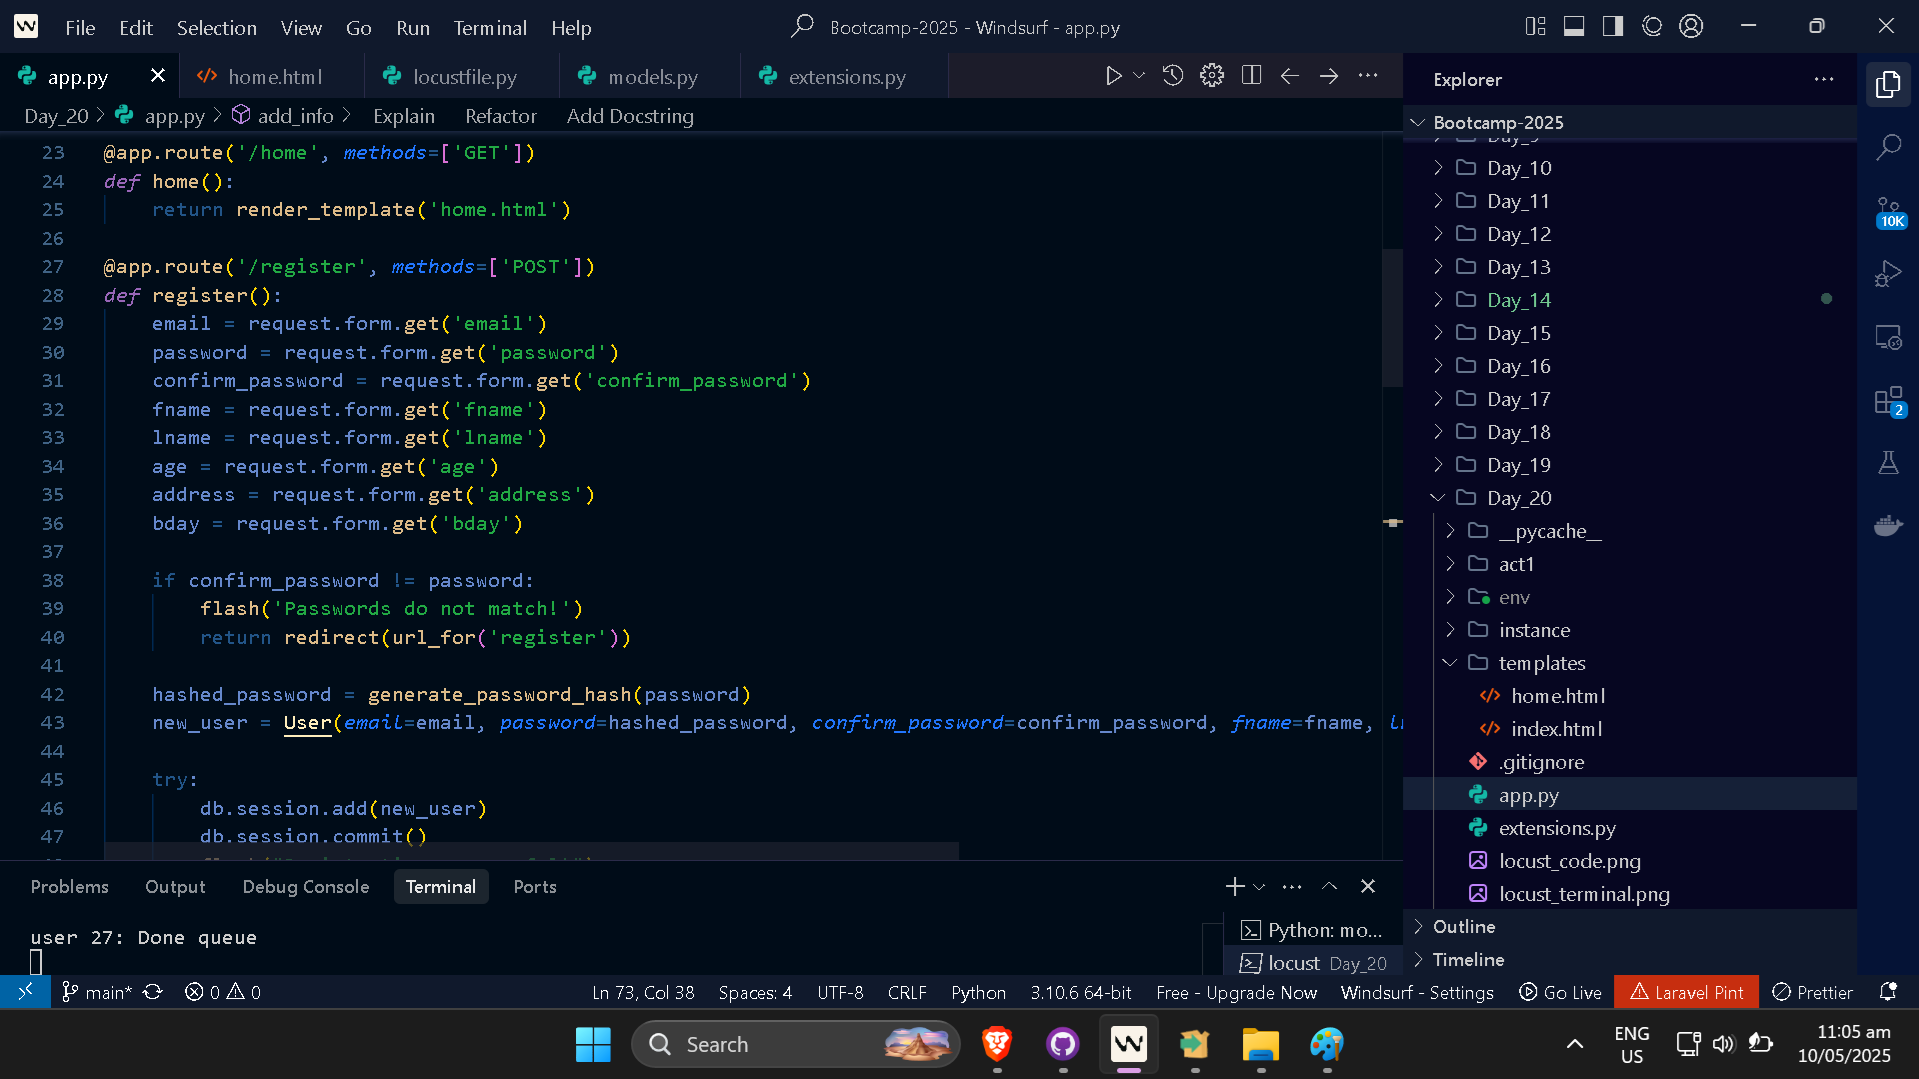 File Edit Selection View Go Run Terminal Help
Bootcamp-2025 - Windsurf - app.py
app.py home.html locustfile.py models.py extensions.py
Day_20 app.py add_info Explain Refactor Add Docstring
23 @app.route('/home', methods=['GET'])
24 def home():
25 return render_template('home.html')
26
27 @app.route('/register', methods=['POST'])
28 def register():
29 email = request.form.get('email')
30 password = request.form.get('password')
31 confirm_password = request.form.get('confirm_password')
32 fname = request.form.get('fname')
33 lname = request.form.get('lname')
34 age = request.form.get('age')
35 address = request.form.get('address')
36 bday = request.form.get('bday')
37
38 if confirm_password != password:
39 flash('Passwords do not match!')
40 return redirect(url_for('register'))
41
42 hashed_password = generate_password_hash(password)
43 new_user = User(email=email, password=hashed_password, confirm_password=confirm_password, fname=fname,
44
45 try:
46 db.session.add(new_user)
47 db.session.commit()
Problems Output Debug Console Terminal Ports
user 27: Done queue
Python: mo...
locust Day_20
Explorer
Bootcamp-2025
Day_9
Day_10
Day_11
Day_12
Day_13
Day_14
Day_15
Day_16
Day_17
Day_18
Day_19
Day_20
__pycache__
act1
env
instance
templates
home.html
index.html
.gitignore
app.py
extensions.py
locust_code.png
locust_terminal.png
Outline
Timeline
10K
2
main* 0 0 Ln 73, Col 38 Spaces: 4 UTF-8 CRLF Python 3.10.6 64-bit Free - Upgrade Now Windsurf - Settings Go Live Laravel Pint Prettier
Search
ENG
US
11:05 am
10/05/2025